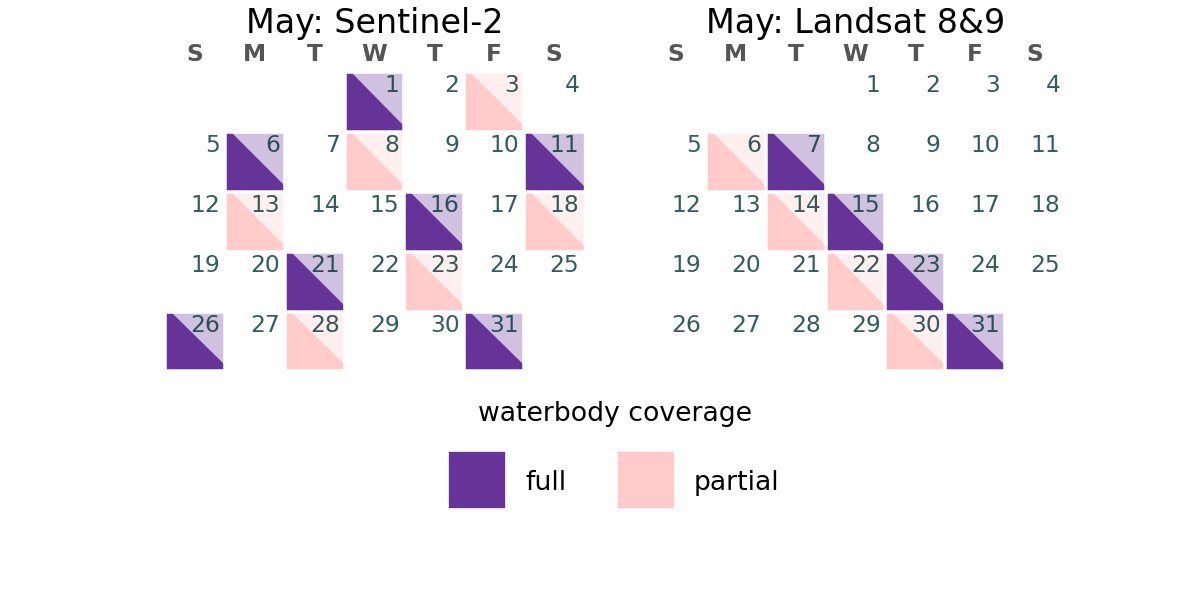 May: Sentinel-2
S M T W T F S
1 2 3 4
5 6 7 8 9 10 11
12 13 14 15 16 17 18
19 20 21 22 23 24 25
26 27 28 29 30 31
May: Landsat 8&9
S M T W T F S
1 2 3 4
5 6 7 8 9 10 11
12 13 14 15 16 17 18
19 20 21 22 23 24 25
26 27 28 29 30 31
waterbody coverage
full
partial